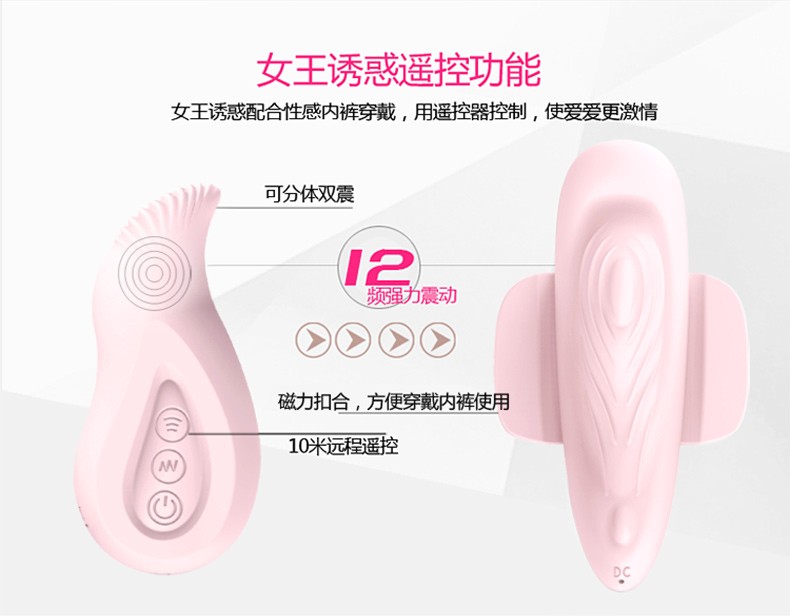 女王诱惑遥控功能
女王诱惑配合性感内裤穿戴，用遥控器控制，使爱爱更激情
可分体双震
12
频强力震动
磁力扣合，方便穿戴内裤使用
10米远程遥控
DC